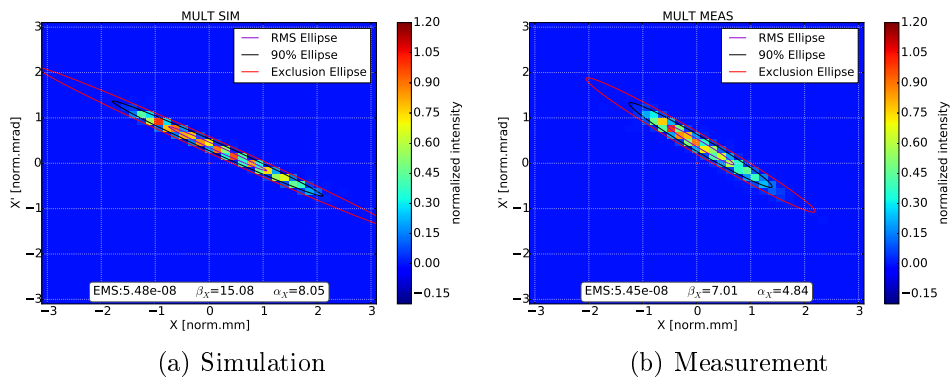 MULT SIM
RMS Ellipse
90% Ellipse
Exclusion Ellipse
X' [norm.mrad]
3
2
1
0
−1
−2
−3
−3 −2 −1 0 1 2 3
X [norm.mm]
EMS:5.48e-08 βX=15.08 αX=8.05
1.20
1.05
0.90
0.75
0.60
0.45
0.30
0.15
0.00
−0.15
normalized intensity
(a) Simulation
MULT MEAS
RMS Ellipse
90% Ellipse
Exclusion Ellipse
X' [norm.mrad]
3
2
1
0
−1
−2
−3
−3 −2 −1 0 1 2 3
X [norm.mm]
EMS:5.45e-08 βX=7.01 αX=4.84
1.20
1.05
0.90
0.75
0.60
0.45
0.30
0.15
0.00
−0.15
normalized intensity
(b) Measurement